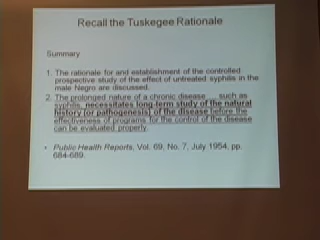 Recall the Tuskegee Rationale
Summary
1. The rationale for and establishment of the controlled
prospective study of the effect of untreated syphilis in the
male Negro are discussed.
2. The prolonged nature of a chronic disease ... such as
syphilis, necessitates long-term study of the natural
history [or pathogenesis] of the disease before the
effectiveness of programs for the control of the disease
can be evaluated properly.
• Public Health Reports, Vol. 69, No. 7, July 1954, pp.
684-689.